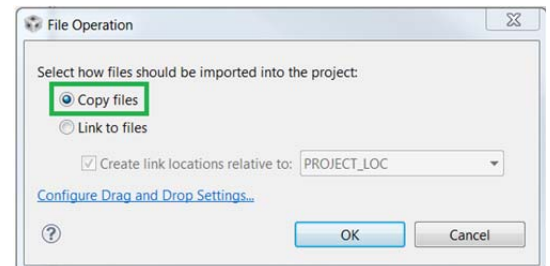 File Operation
Select how files should be imported into the project:
Copy files
Link to files
Create link locations relative to: PROJECT_LOC
Configure Drag and Drop Settings...
OK Cancel